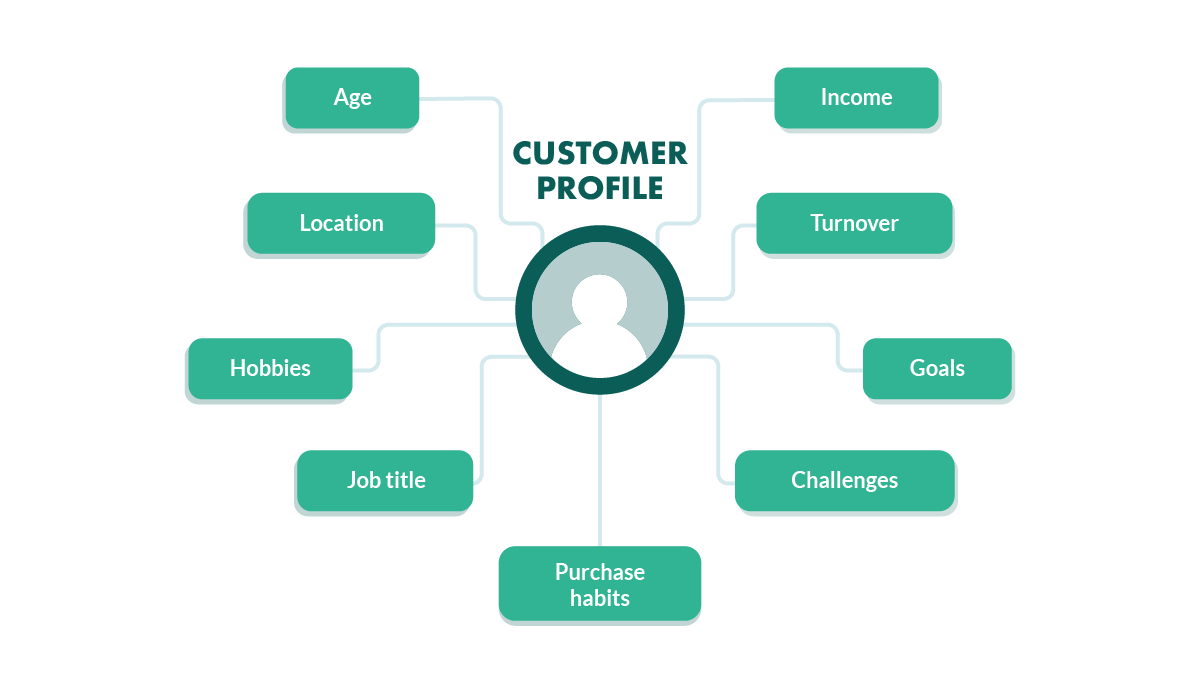 Age
Income
CUSTOMER
PROFILE
Location
Turnover
Hobbies
Goals
Job title
Challenges
Purchase
habits